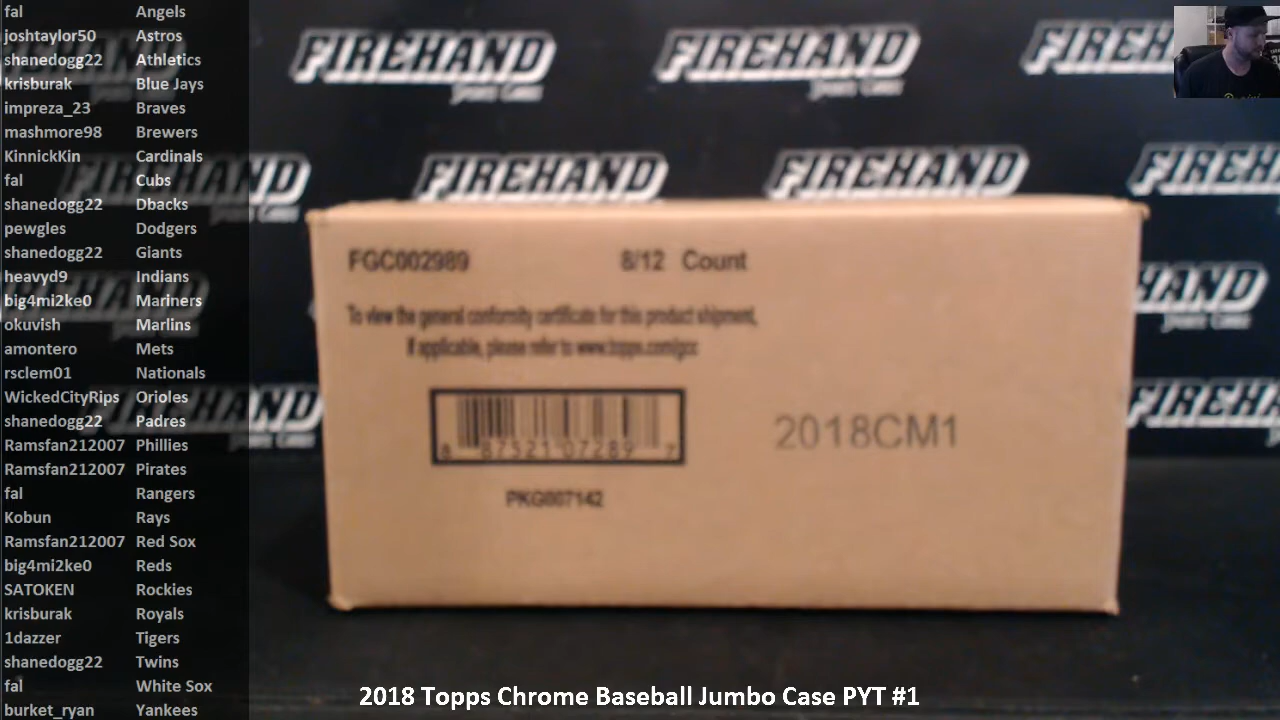 fal Angels
joshtaylor50 Astros
shanedogg22 Athletics
krisburak Blue Jays
impreza_23 Braves
mashmore98 Brewers
KinnickKin Cardinals
fal Cubs
shanedogg22 Dbacks
pewgles Dodgers
shanedogg22 Giants
heavyd9 Indians
big4mi2ke0 Mariners
okuvish Marlins
amontero Mets
rsclem01 Nationals
WickedCityRips Orioles
shanedogg22 Padres
Ramsfan212007 Phillies
Ramsfan212007 Pirates
fal Rangers
Kobun Rays
Ramsfan212007 Red Sox
big4mi2ke0 Reds
SATOKEN Rockies
krisburak Royals
1dazzer Tigers
shanedogg22 Twins
fal White Sox
burket_ryan Yankees
FIREHAND FIREHAND FIREHAND
FIREHAND FIREHAND FIREHAND FIREHAND
FGC002989 8/12 Count
To view the general conformity certificate for this product shipment,
If applicable, please refer to www.topps.com/gcc
8 87521 07289 7
PKG007142
2018CM1
2018 Topps Chrome Baseball Jumbo Case PYT #1